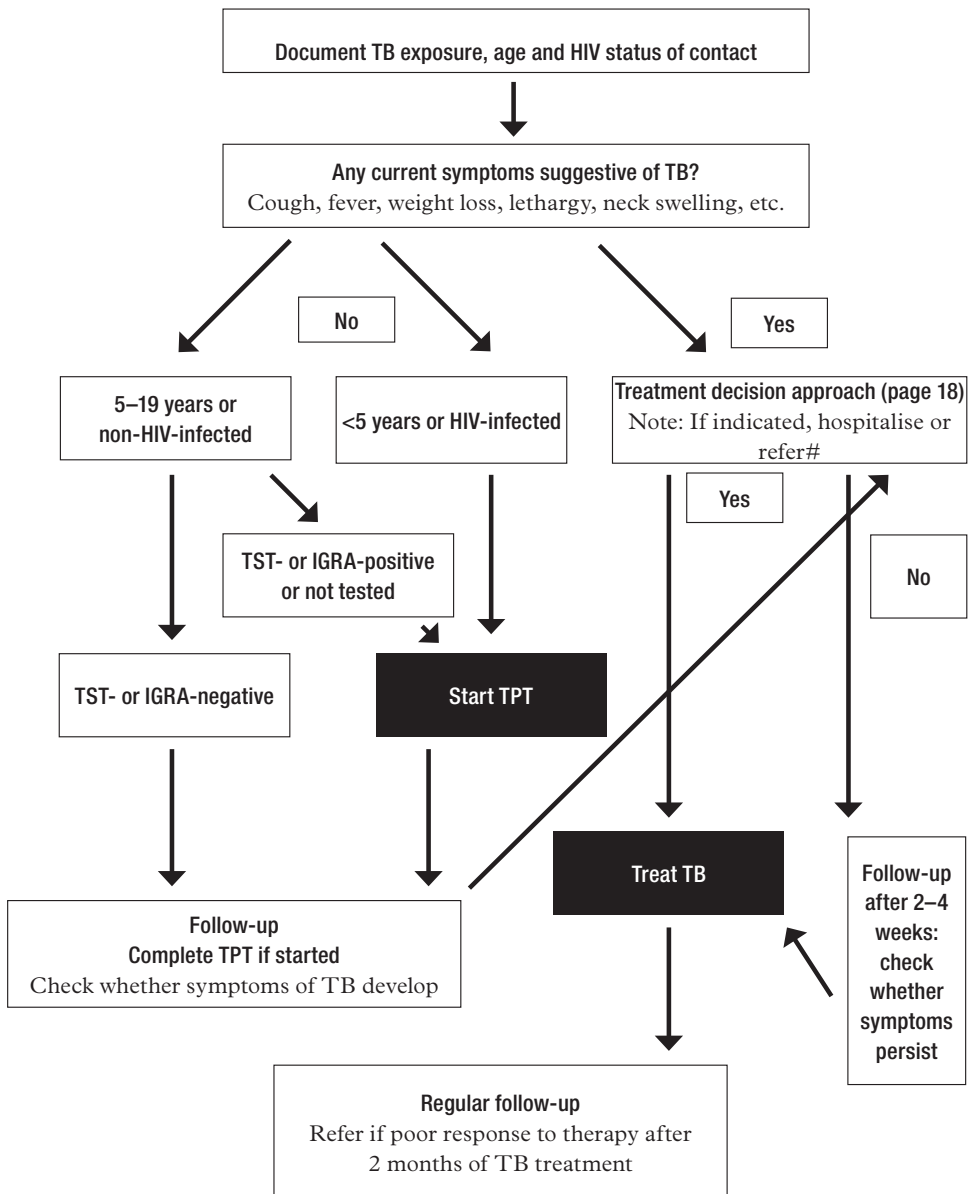 Document TB exposure, age and HIV status of contact
Any current symptoms suggestive of TB?
Cough, fever, weight loss, lethargy, neck swelling, etc.
No
Yes
5–19 years or
non-HIV-infected
<5 years or HIV-infected
Treatment decision approach (page 18)
Note: If indicated, hospitalise or
refer#
Yes
No
TST- or IGRA-positive
or not tested
TST- or IGRA-negative
Start TPT
Treat TB
Follow-up
after 2–4
weeks:
check
whether
symptoms
persist
Follow-up
Complete TPT if started
Check whether symptoms of TB develop
Regular follow-up
Refer if poor response to therapy after
2 months of TB treatment